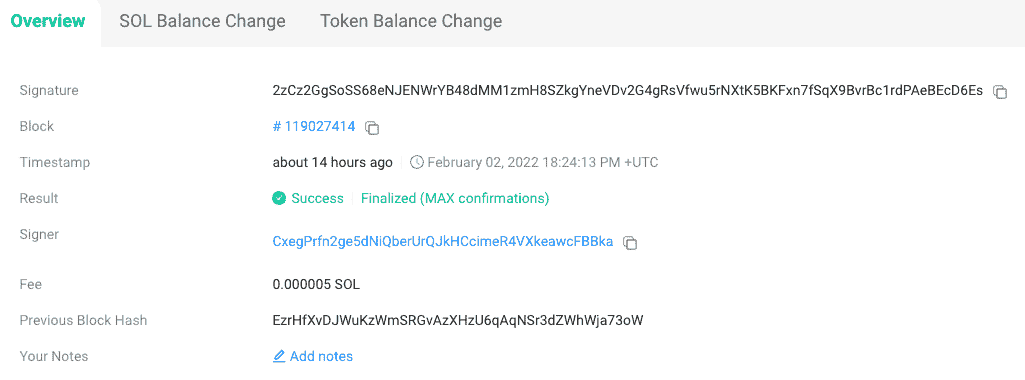 Overview SOL Balance Change Token Balance Change
Signature 2zCz2GgSoSS68eNJENWrYB48dMM1zmH8SZkgYneVDv2G4gRsVfwu5rNXtK5BKFxn7fSqX9BvrBc1rdPAeBEcD6Es
Block # 119027414
Timestamp about 14 hours ago February 02, 2022 18:24:13 PM +UTC
Result Success Finalized (MAX confirmations)
Signer CxegPrfn2ge5dNiQberUrQJkHCcimeR4VXkeawcFBBka
Fee 0.000005 SOL
Previous Block Hash EzrHfXvDJWuKzWmSRGvAzXHzU6qAqNSr3dZWhWja73oW
Your Notes Add notes